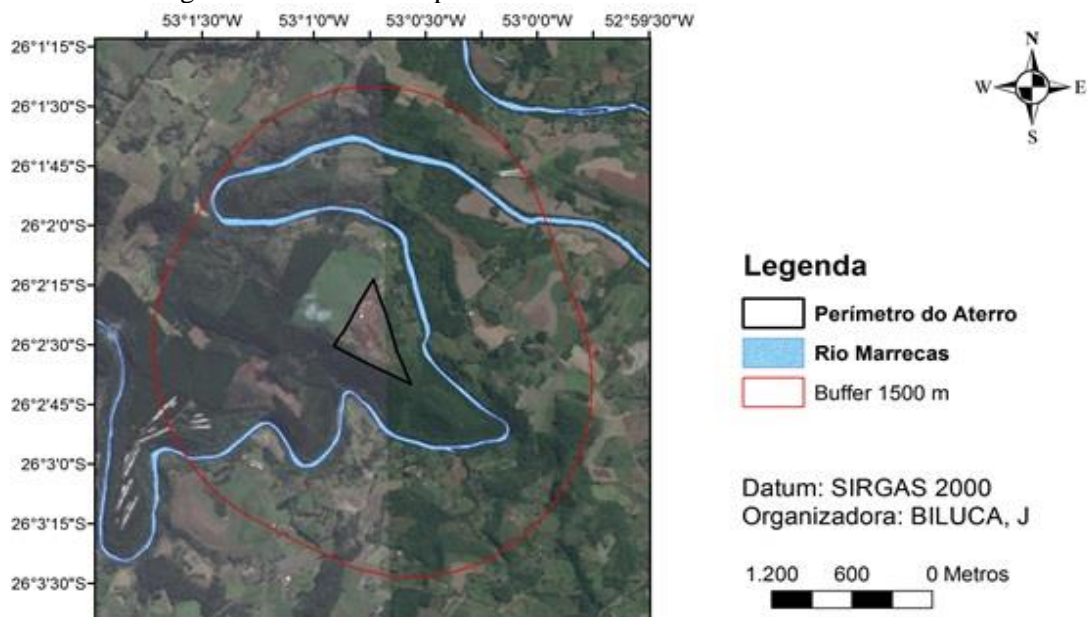 53°1'30"W 53°1'0"W 53°0'30"W 53°0'0"W 52°59'30"W
26°1'15"S
26°1'30"S
26°1'45"S
26°2'0"S
26°2'15"S
26°2'30"S
26°2'45"S
26°3'0"S
26°3'15"S
26°3'30"S
N
W E
S
Legenda
Perímetro do Aterro
Rio Marrecas
Buffer 1500 m
Datum: SIRGAS 2000
Organizadora: BILUCA, J
1.200 600 0 Metros